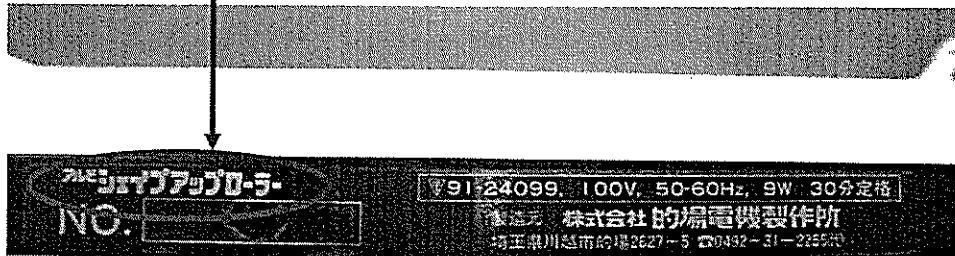 アルミシェイプアップローラー
NO.
〒91-24099, 100V, 50-60Hz, 9W 30分定格
製造元 株式会社 的場電機製作所
埼玉県川越市的場2627-5 ☎0492-31-2255㈹